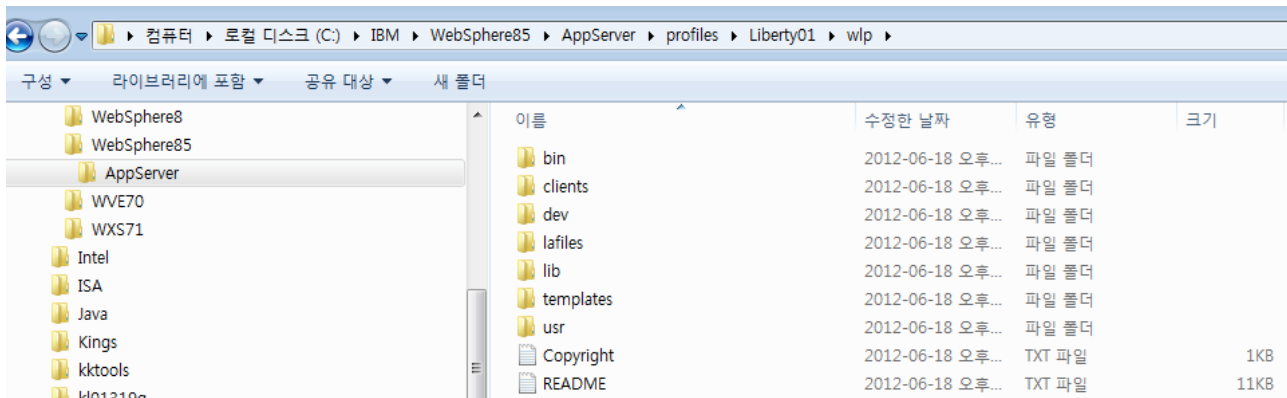 컴퓨터 ▸ 로컬 디스크 (C:) ▸ IBM ▸ WebSphere85 ▸ AppServer ▸ profiles ▸ Liberty01 ▸ wlp ▸
구성 ▾ 라이브러리에 포함 ▾ 공유 대상 ▾ 새 폴더
WebSphere8
WebSphere85
AppServer
WVE70
WXS71
Intel
ISA
Java
Kings
kktools
kl01319g
이름 수정한 날짜 유형 크기
bin 2012-06-18 오후... 파일 폴더
clients 2012-06-18 오후... 파일 폴더
dev 2012-06-18 오후... 파일 폴더
lafiles 2012-06-18 오후... 파일 폴더
lib 2012-06-18 오후... 파일 폴더
templates 2012-06-18 오후... 파일 폴더
usr 2012-06-18 오후... 파일 폴더
Copyright 2012-06-18 오후... TXT 파일 1KB
README 2012-06-18 오후... TXT 파일 11KB